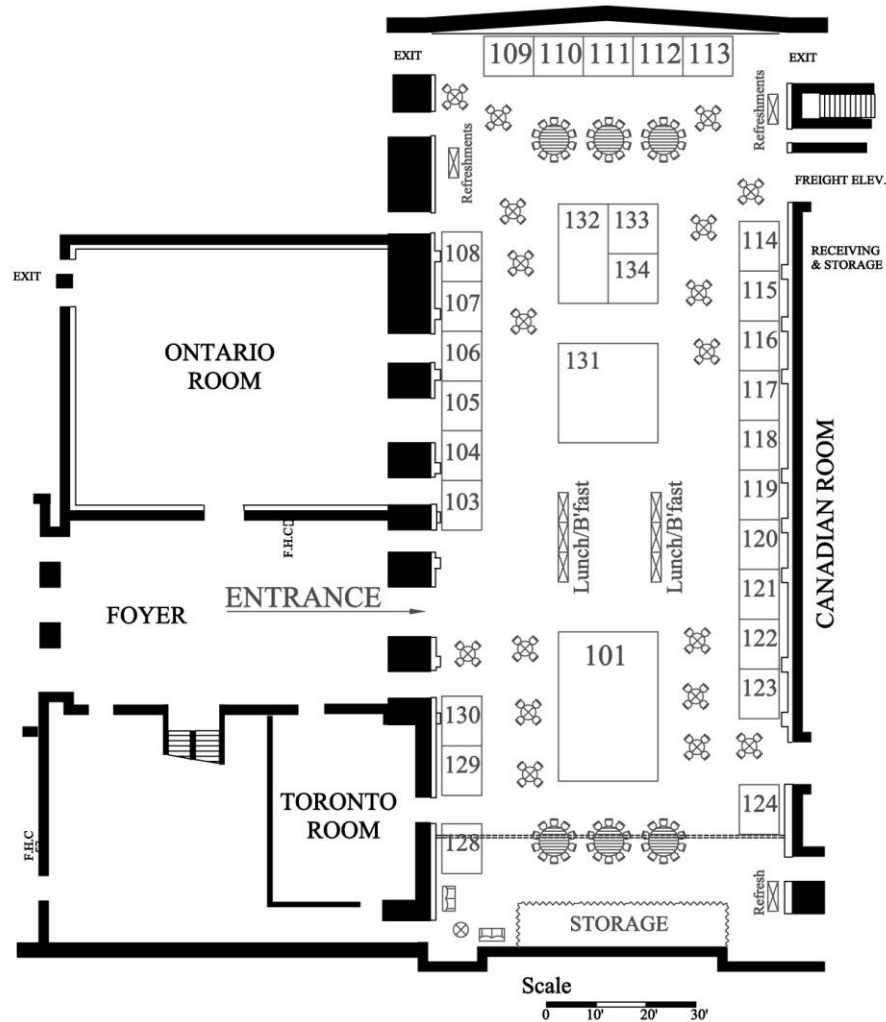 EXIT
109 110 111 112 113
EXIT
Refreshments
Refreshments
FREIGHT ELEV.
132 133
134
108
114
RECEIVING
& STORAGE
EXIT
107
115
ONTARIO
ROOM
106
131
116
105
117
104
118
103
119
CANADIAN ROOM
F.H.C
Lunch/B'fast
Lunch/B'fast
120
ENTRANCE
FOYER
121
101
122
130
123
129
TORONTO
ROOM
124
128
F.H.C
Refresh
STORAGE
Scale
0 10' 20' 30'